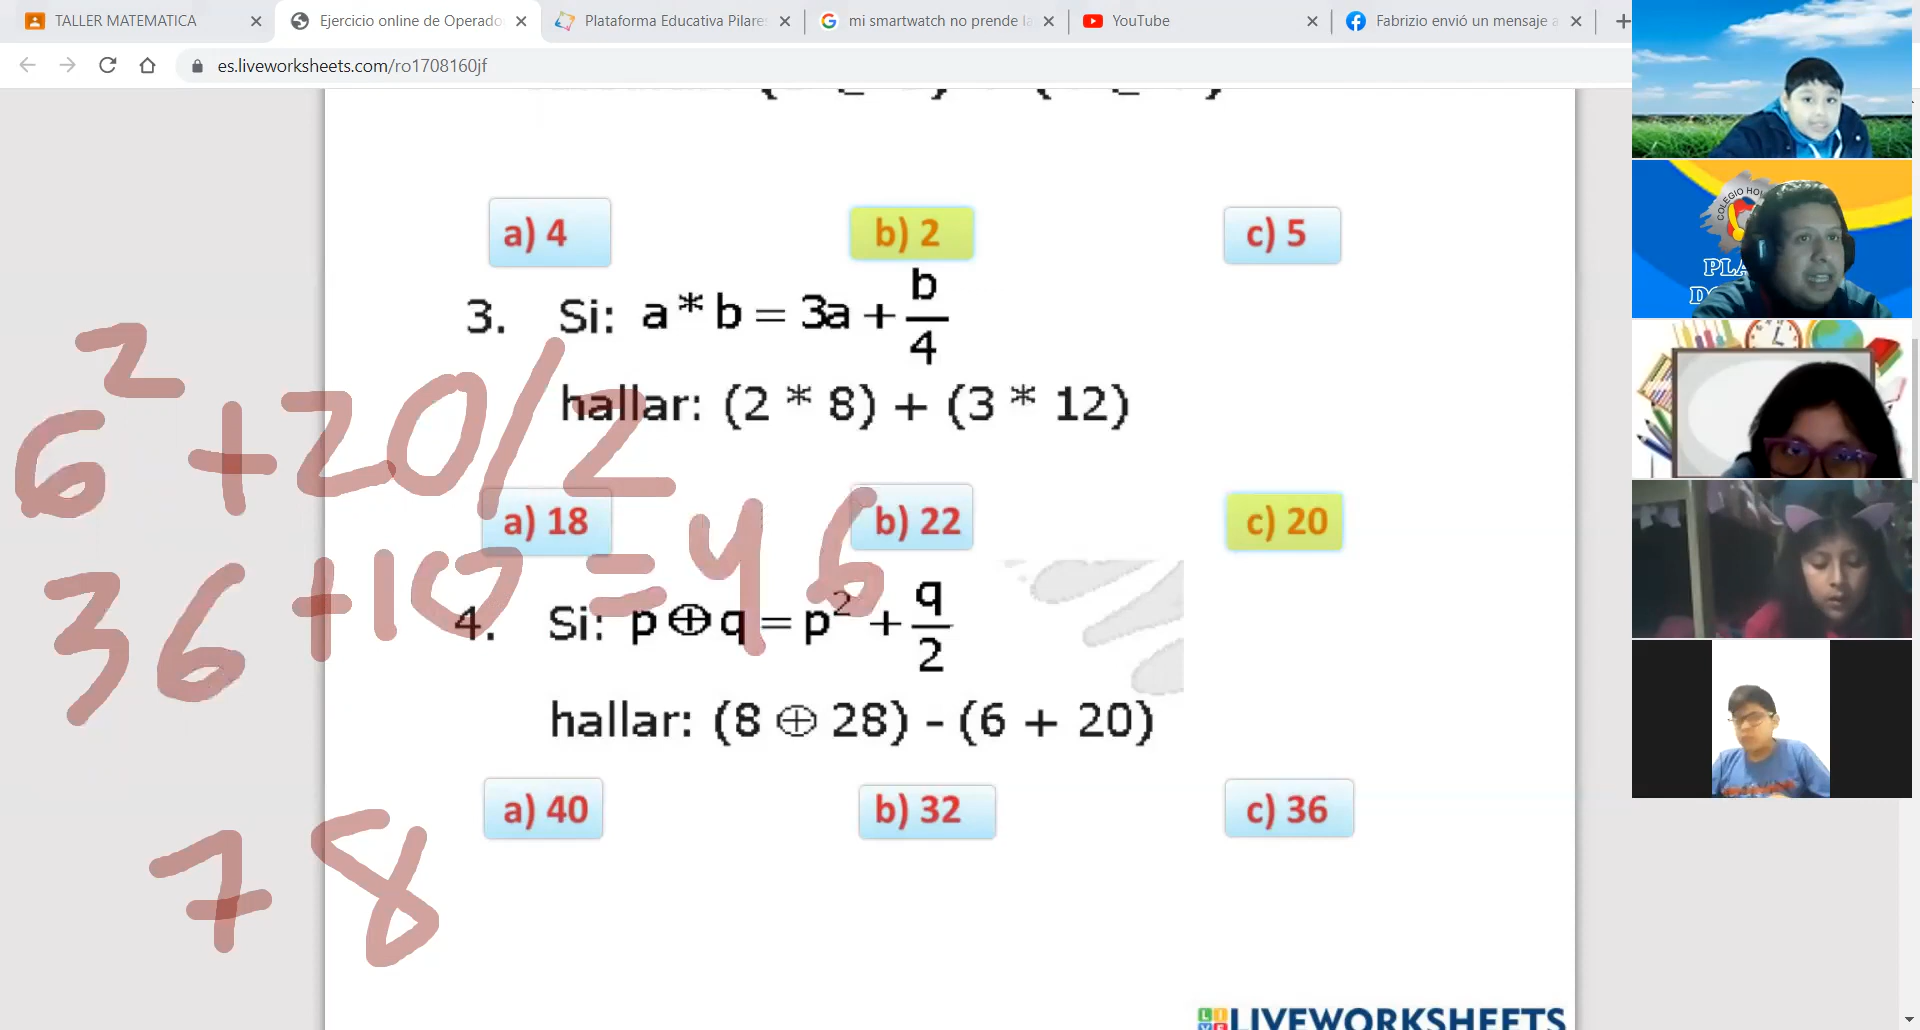 TALLER MATEMATICA
Ejercicio online de Operado
Plataforma Educativa Pilares
mi smartwatch no prende la
YouTube
Fabrizio envió un mensaje a
es.liveworksheets.com/ro1708160jf
a) 4
b) 2
c) 5
3. Si: a * b = 3a + b/4
hallar: (2 * 8) + (3 * 12)
6² + 20/2
a) 18
b) 22
c) 20
36 + 10 = 46
4. Si: p ⊕ q = p² + q/2
hallar: (8 ⊕ 28) - (6 + 20)
a) 40
b) 32
c) 36
78
LIVEWORKSHEETS
COLEGIO